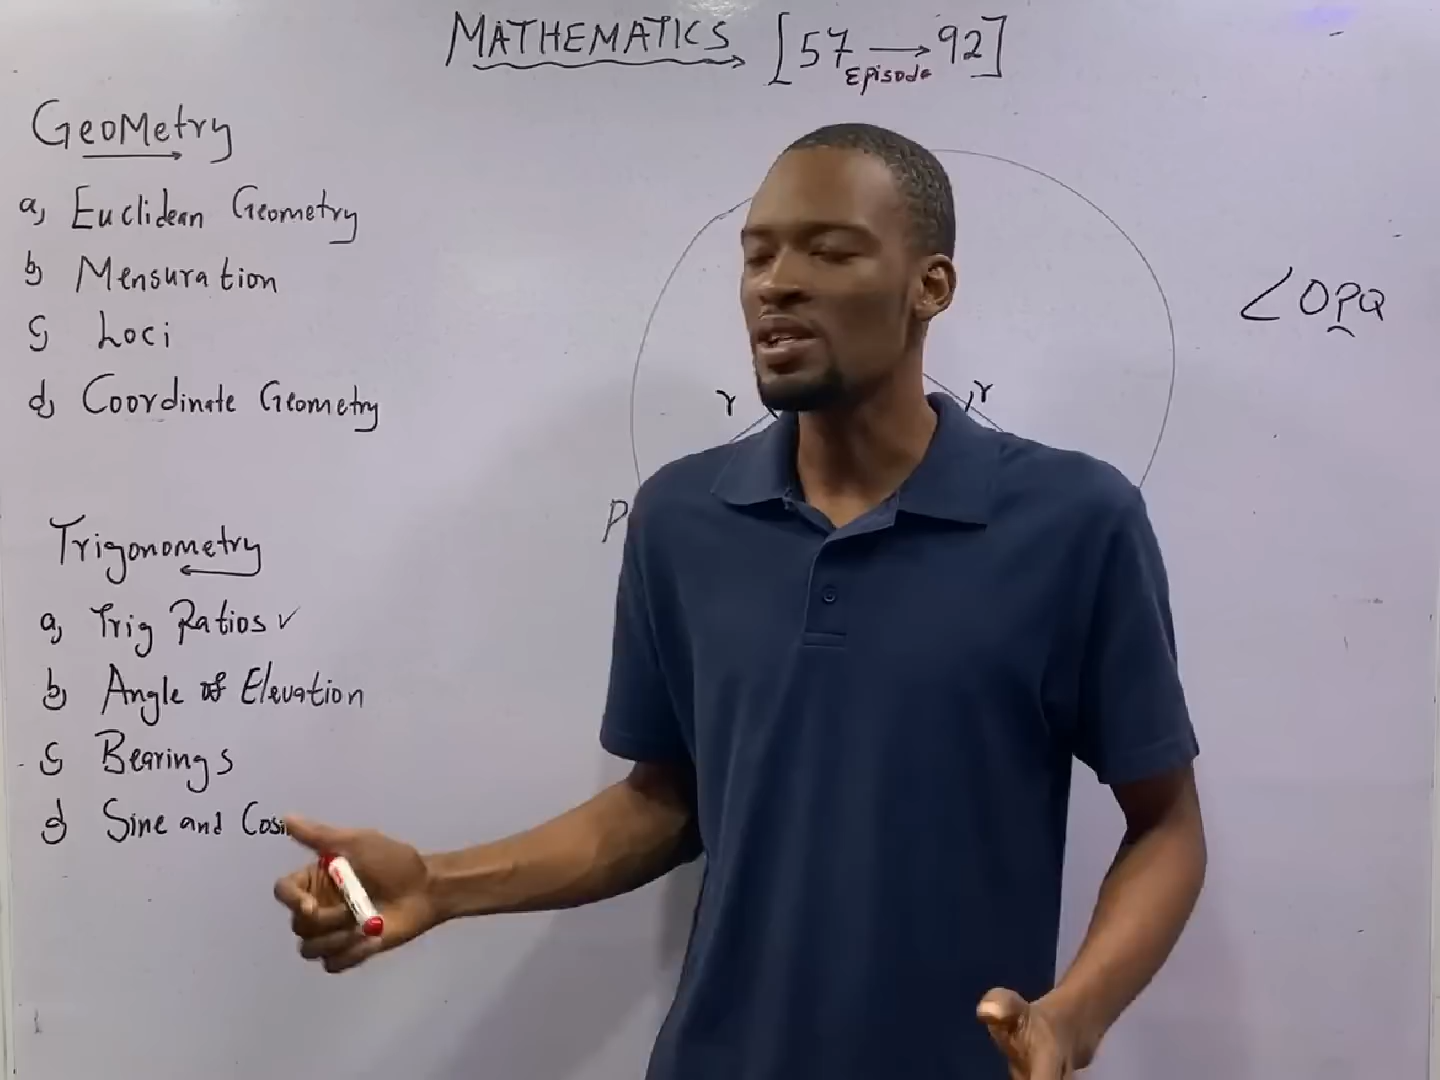 MATHEMATICS [57 → 92]
Episode
Geometry
a, Euclidean Geometry
b, Mensuration
c, Loci
d, Coordinate Geometry
∠OPQ
r r
P
Trigonometry
a, Trig Ratios ✓
b, Angle of Elevation
c, Bearings
d, Sine and